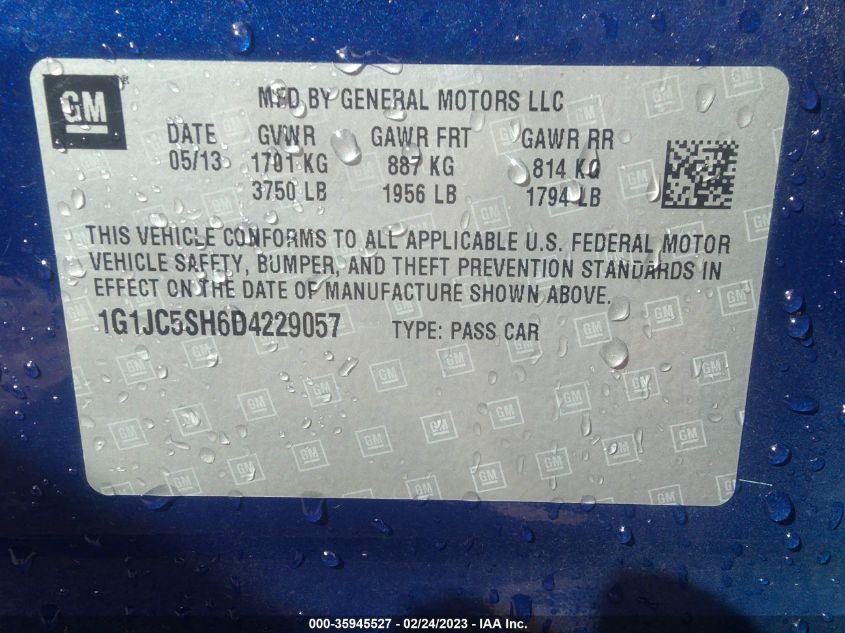 GM
MFD BY GENERAL MOTORS LLC
DATE GVWR GAWR FRT GAWR RR
05/13 1701 KG 887 KG 814 KG
3750 LB 1956 LB 1794 LB
THIS VEHICLE CONFORMS TO ALL APPLICABLE U.S. FEDERAL MOTOR
VEHICLE SAFETY, BUMPER, AND THEFT PREVENTION STANDARDS IN
EFFECT ON THE DATE OF MANUFACTURE SHOWN ABOVE.
1G1JC5SH6D4229057 TYPE: PASS CAR
000-35945527 - 02/24/2023 - IAA Inc.